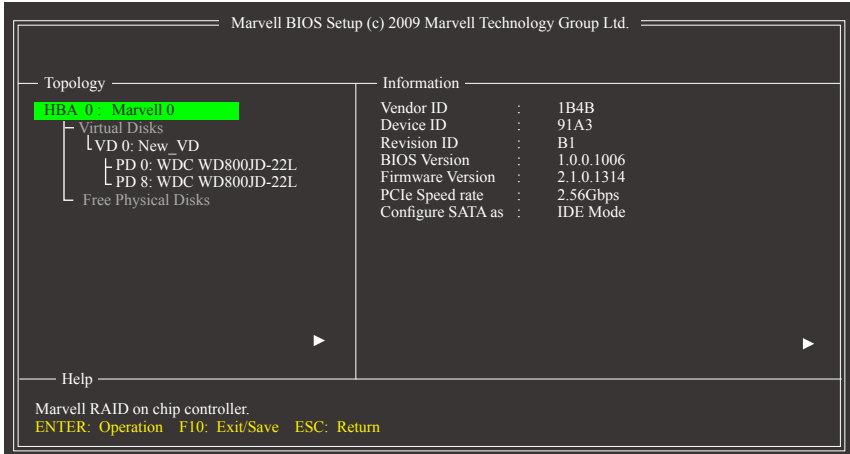 Marvell BIOS Setup (c) 2009 Marvell Technology Group Ltd.
Topology
HBA 0 : Marvell 0
Virtual Disks
VD 0: New_VD
PD 0: WDC WD800JD-22L
PD 8: WDC WD800JD-22L
Free Physical Disks
Information
Vendor ID : 1B4B
Device ID : 91A3
Revision ID : B1
BIOS Version : 1.0.0.1006
Firmware Version : 2.1.0.1314
PCIe Speed rate : 2.56Gbps
Configure SATA as : IDE Mode
Help
Marvell RAID on chip controller.
ENTER: Operation F10: Exit/Save ESC: Return